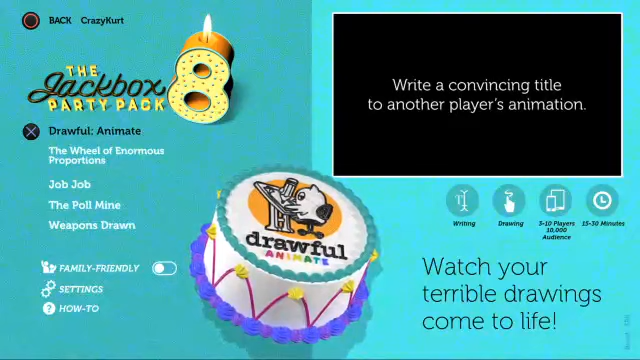 BACK CrazyKurt
THE
Jackbox
PARTY PACK
8
Drawful: Animate
The Wheel of Enormous
Proportions
Job Job
The Poll Mine
Weapons Drawn
FAMILY-FRIENDLY
SETTINGS
? HOW-TO
drawful
ANIMATE
Write a convincing title
to another player's animation.
Writing
Drawing
3-10 Players
10,000
Audience
15-30 Minutes
Watch your
terrible drawings
come to life!